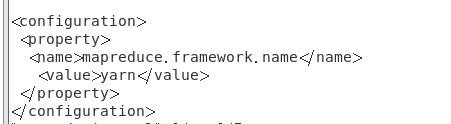 <configuration>
<property>
<name>mapreduce.framework.name</name>
<value>yarn</value>
</property>
</configuration>